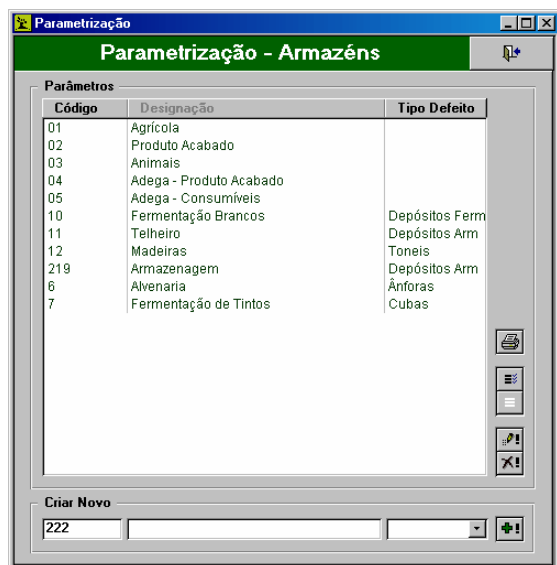 Parametrização
Parametrização - Armazéns
Parâmetros
Código Designação Tipo Defeito
01 Agrícola
02 Produto Acabado
03 Animais
04 Adega - Produto Acabado
05 Adega - Consumíveis
10 Fermentação Brancos Depósitos Ferm
11 Telheiro Depósitos Arm
12 Madeiras Toneis
219 Armazenagem Depósitos Arm
6 Alvenaria Ânforas
7 Fermentação de Tintos Cubas
Criar Novo
222